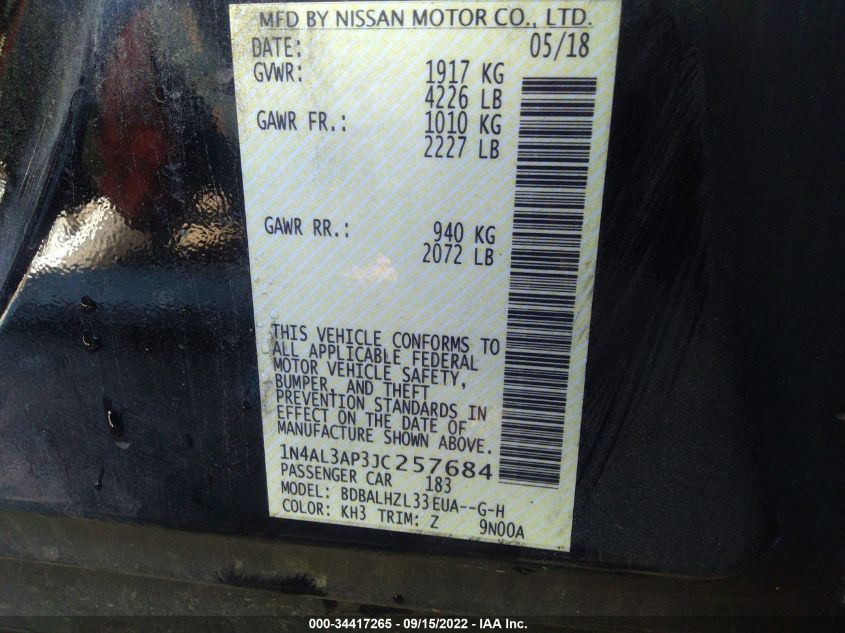 MFD BY NISSAN MOTOR CO., LTD.
DATE: 05/18
GVWR: 1917 KG
4226 LB
GAWR FR.: 1010 KG
2227 LB
GAWR RR.: 940 KG
2072 LB
THIS VEHICLE CONFORMS TO
ALL APPLICABLE FEDERAL
MOTOR VEHICLE SAFETY,
BUMPER, AND THEFT
PREVENTION STANDARDS IN
EFFECT ON THE DATE OF
MANUFACTURE SHOWN ABOVE.
1N4AL3AP3JC257684
PASSENGER CAR 183
MODEL: BDBALHZL33EUA--G-H
COLOR: KH3 TRIM: Z 9N00A
000-34417265 - 09/15/2022 - IAA Inc.